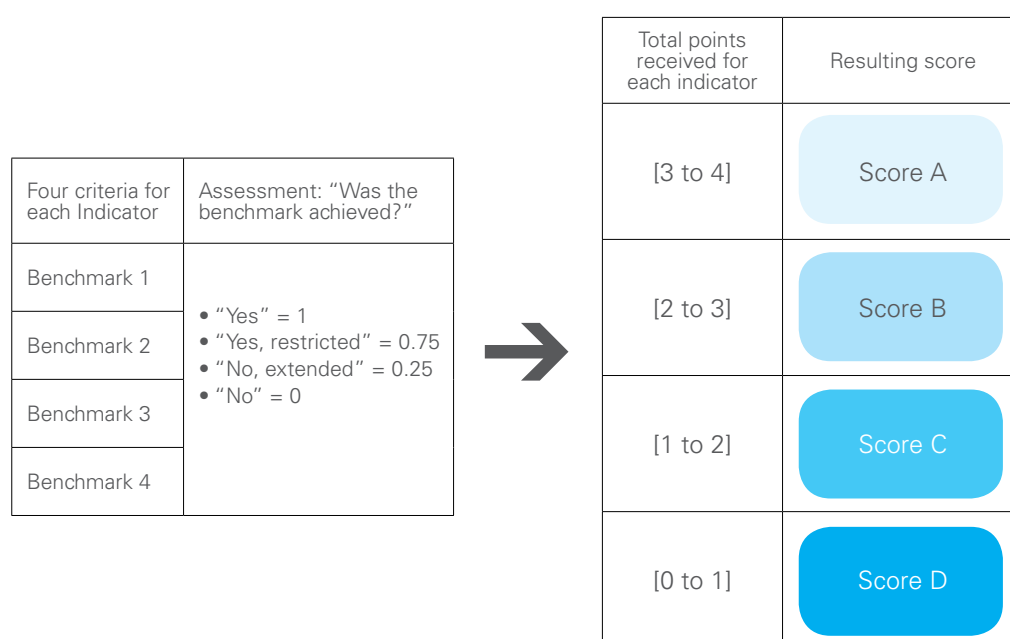 Four criteria for
each Indicator
Assessment: “Was the
benchmark achieved?”
Benchmark 1
Benchmark 2
Benchmark 3
Benchmark 4
• “Yes” = 1
• “Yes, restricted” = 0.75
• “No, extended” = 0.25
• “No” = 0
Total points
received for
each indicator
Resulting score
[3 to 4]
Score A
[2 to 3]
Score B
[1 to 2]
Score C
[0 to 1]
Score D